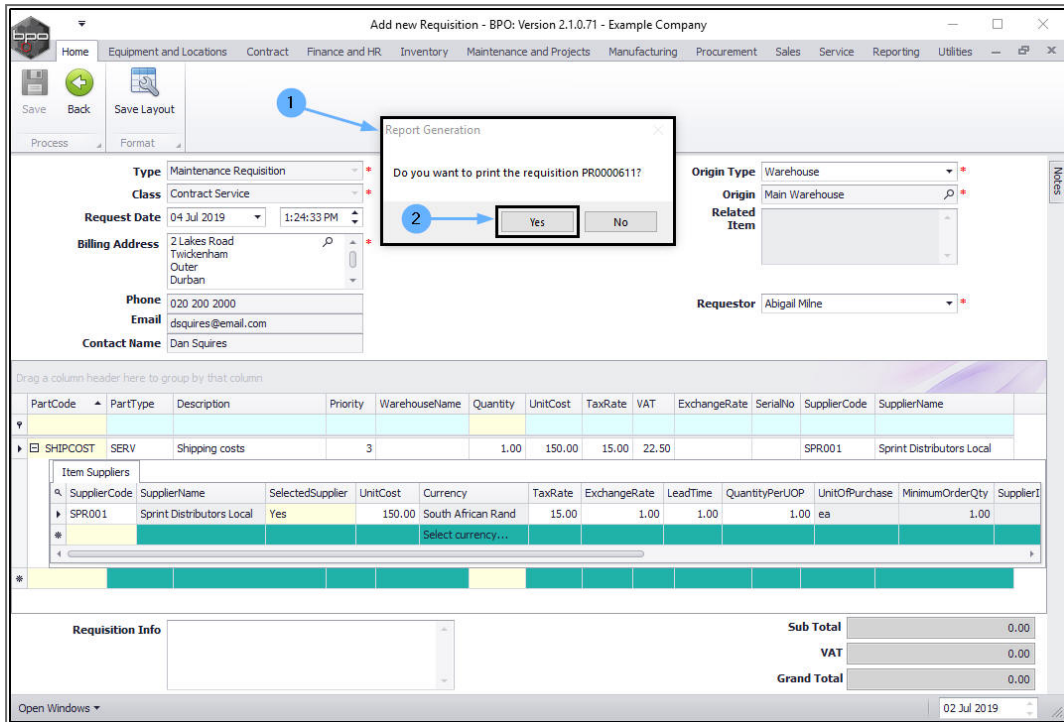 bpo
Add new Requisition - BPO: Version 2.1.0.71 - Example Company
Home Equipment and Locations Contract Finance and HR Inventory Maintenance and Projects Manufacturing Procurement Sales Service Reporting Utilities
Save Back Save Layout
Process Format
1
Report Generation
Do you want to print the requisition PR0000611?
2
Yes No
Type Maintenance Requisition *
Class Contract Service *
Request Date 04 Jul 2019 1:24:33 PM
Billing Address 2 Lakes Road *
Twickenham
Outer
Durban
Phone 020 200 2000
Email dsquires@email.com
Contact Name Dan Squires
Origin Type Warehouse *
Origin Main Warehouse *
Related
Item
Requestor Abigail Milne *
Notes
Drag a column header here to group by that column
PartCode PartType Description Priority WarehouseName Quantity UnitCost TaxRate VAT ExchangeRate SerialNo SupplierCode SupplierName
SHIPCOST SERV Shipping costs 3 1.00 150.00 15.00 22.50 SPR001 Sprint Distributors Local
Item Suppliers
SupplierCode SupplierName SelectedSupplier UnitCost Currency TaxRate ExchangeRate LeadTime QuantityPerUOP UnitOfPurchase MinimumOrderQty SupplierI
SPR001 Sprint Distributors Local Yes 150.00 South African Rand 15.00 1.00 1.00 1.00 ea 1.00
Select currency...
Requisition Info
Sub Total 0.00
VAT 0.00
Grand Total 0.00
Open Windows 02 Jul 2019